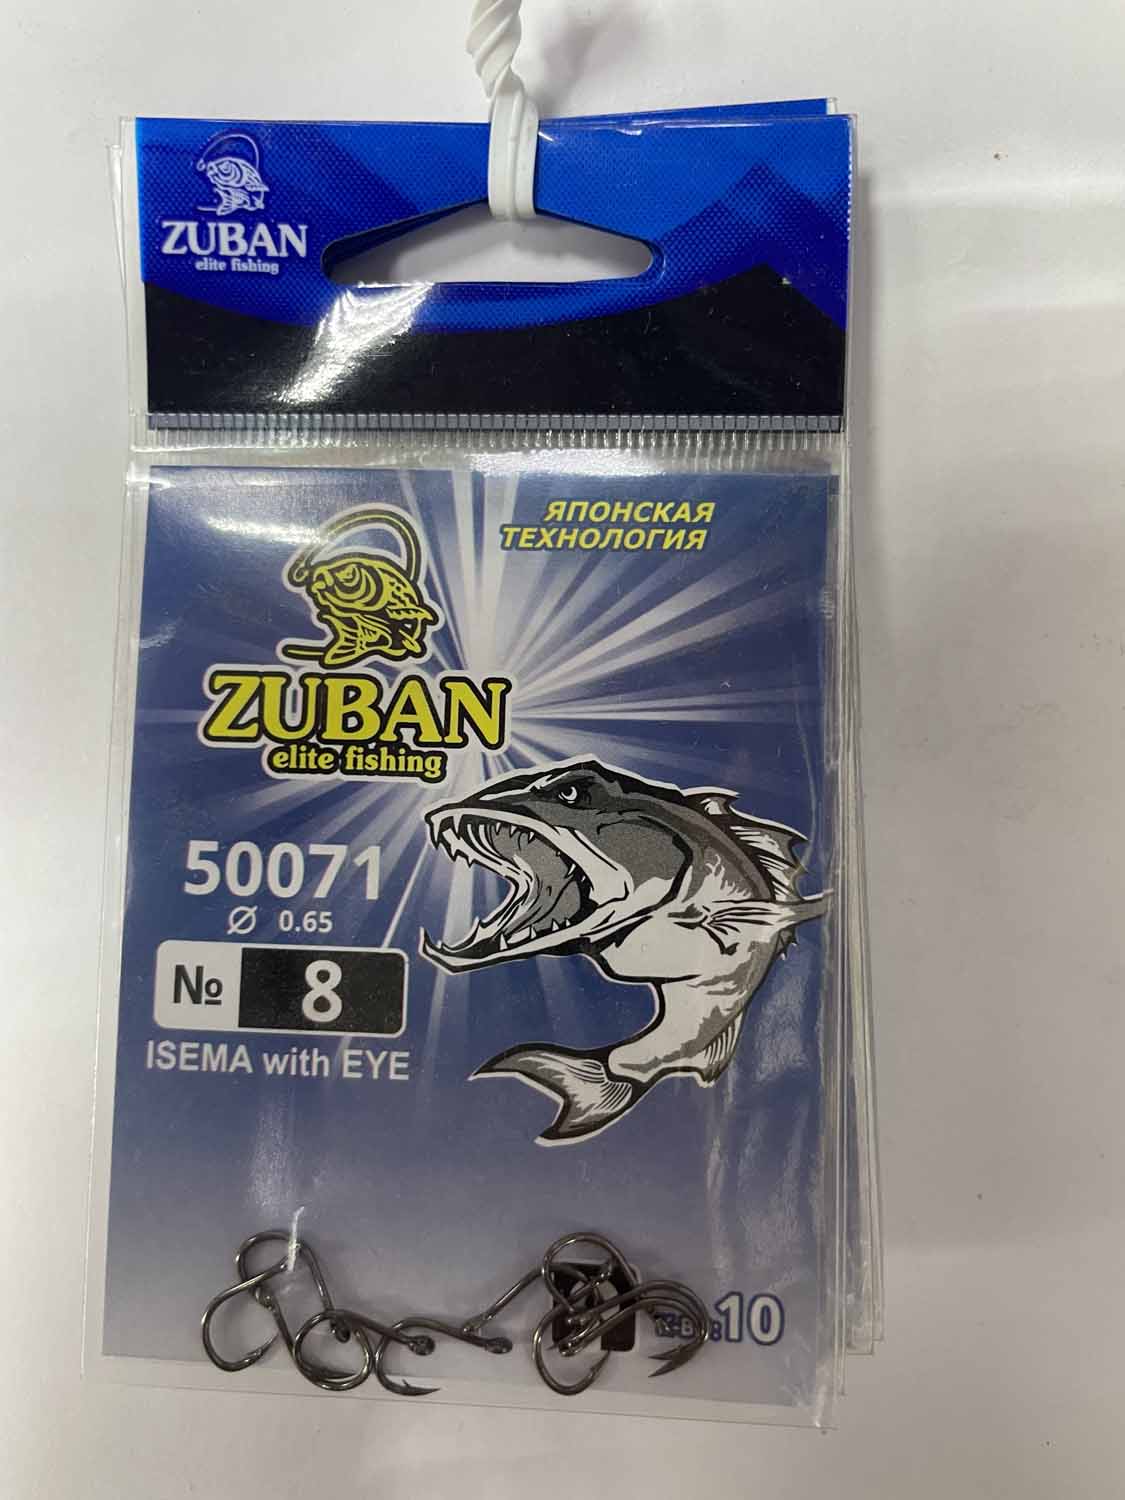 ZUBAN
elite fishing
ЯПОНСКАЯ
ТЕХНОЛОГИЯ
ZUBAN
elite fishing
50071
Ø 0.65
№ 8
ISEMA with EYE
:10